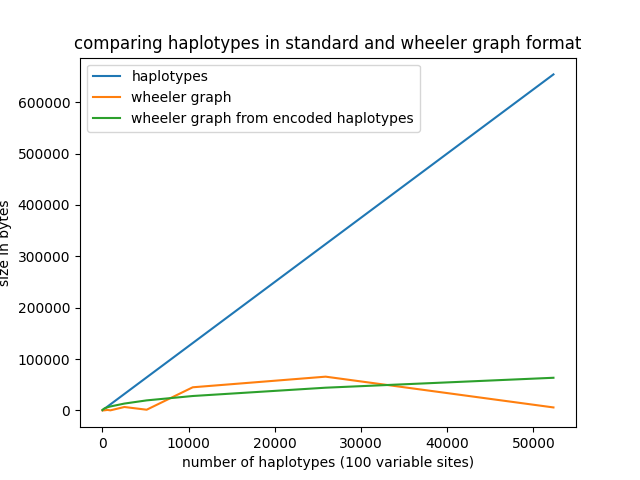 comparing haplotypes in standard and wheeler graph format
haplotypes
wheeler graph
wheeler graph from encoded haplotypes
600000
500000
400000
300000
200000
100000
0
size in bytes
0 10000 20000 30000 40000 50000
number of haplotypes (100 variable sites)